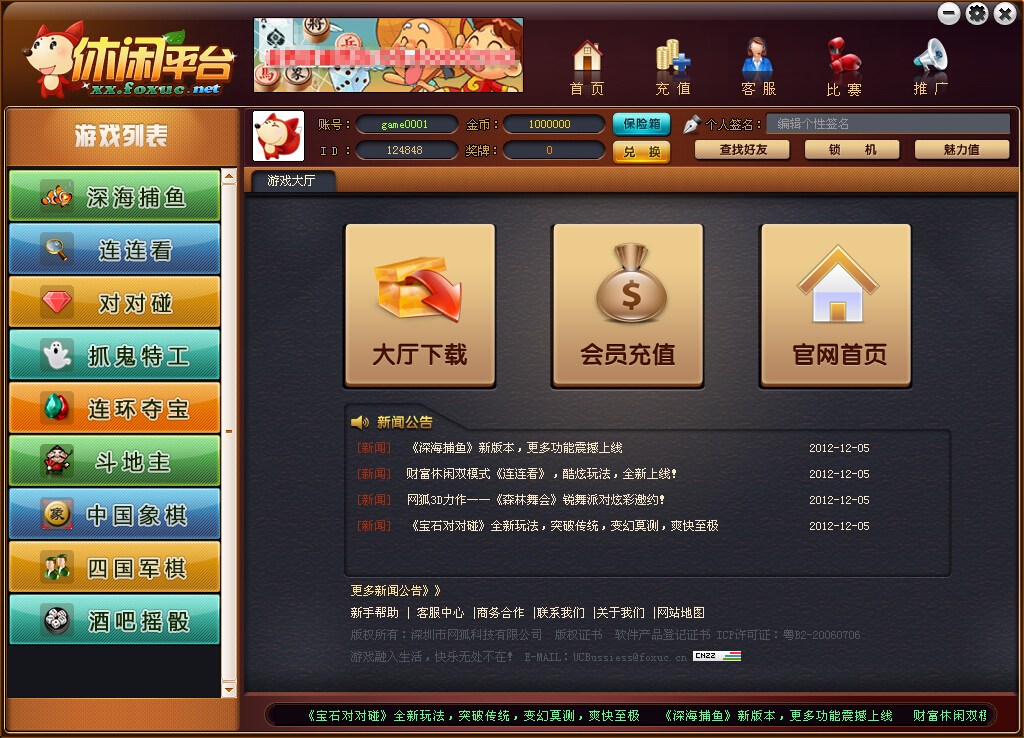 休闲平台
xx.foxuc.net
首 页
充 值
客 服
比 赛
推 广
账号：
game0001
金币：
1000000
保险箱
个人签名：
编辑个性签名
ID：
124848
奖牌：
0
兑 换
查找好友
锁 机
魅力值
游戏列表
深海捕鱼
连连看
对对碰
抓鬼特工
连环夺宝
斗地主
中国象棋
四国军棋
酒吧摇骰
游戏大厅
大厅下载
会员充值
官网首页
新闻公告
[新闻] 《深海捕鱼》新版本，更多功能震撼上线 2012-12-05
[新闻] 财富休闲双模式《连连看》，酷炫玩法，全新上线！ 2012-12-05
[新闻] 网狐3D力作一一《森林舞会》锐舞派对炫彩邀约！ 2012-12-05
[新闻] 《宝石对对碰》全新玩法，突破传统，变幻莫测，爽快至极 2012-12-05
更多新闻公告》》
新手帮助 | 客服中心 |商务合作 |联系我们 |关于我们 |网站地图
版权所有：深圳市网狐科技有限公司 版权证书 软件产品登记证书 ICP许可证：粤B2-20060706
游戏融入生活，快乐无处不在！ E-MAIL：UCBussiess@foxuc.cn CNZZ
《宝石对对碰》全新玩法，突破传统，变幻莫测，爽快至极 《深海捕鱼》新版本，更多功能震撼上线 财富休闲双模